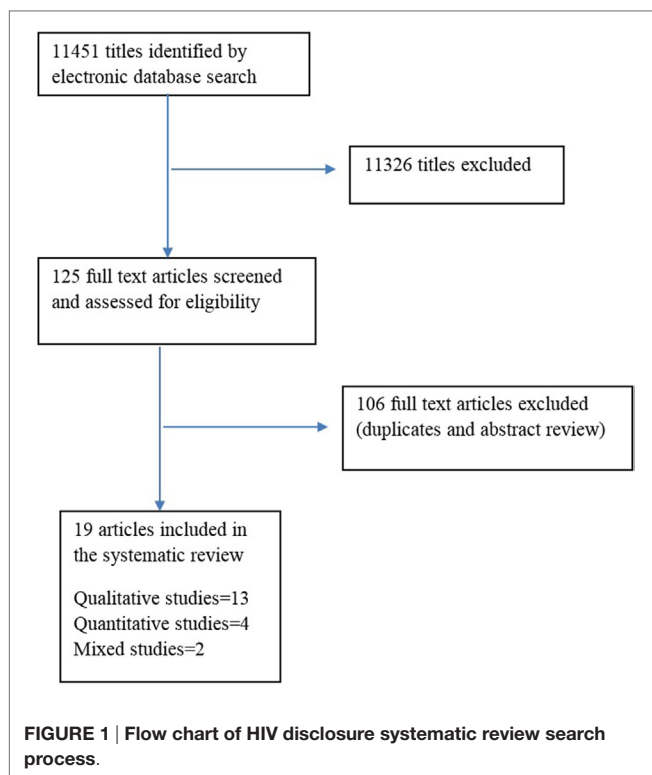 11451 titles identified by
electronic database search
11326 titles excluded
125 full text articles screened
and assessed for eligibility
106 full text articles excluded
(duplicates and abstract review)
19 articles included in
the systematic review
Qualitative studies=13
Quantitative studies=4
Mixed studies=2
FIGURE 1 | Flow chart of HIV disclosure systematic review search
process.